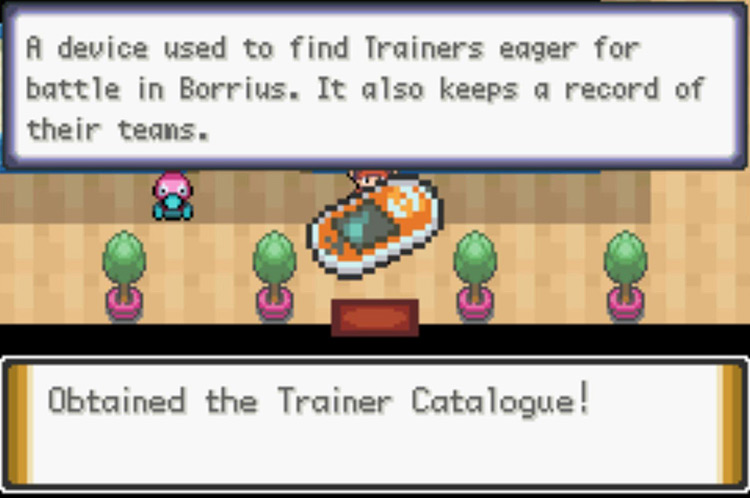 A device used to find Trainers eager for
battle in Borrius. It also keeps a record of
their teams.
Obtained the Trainer Catalogue!